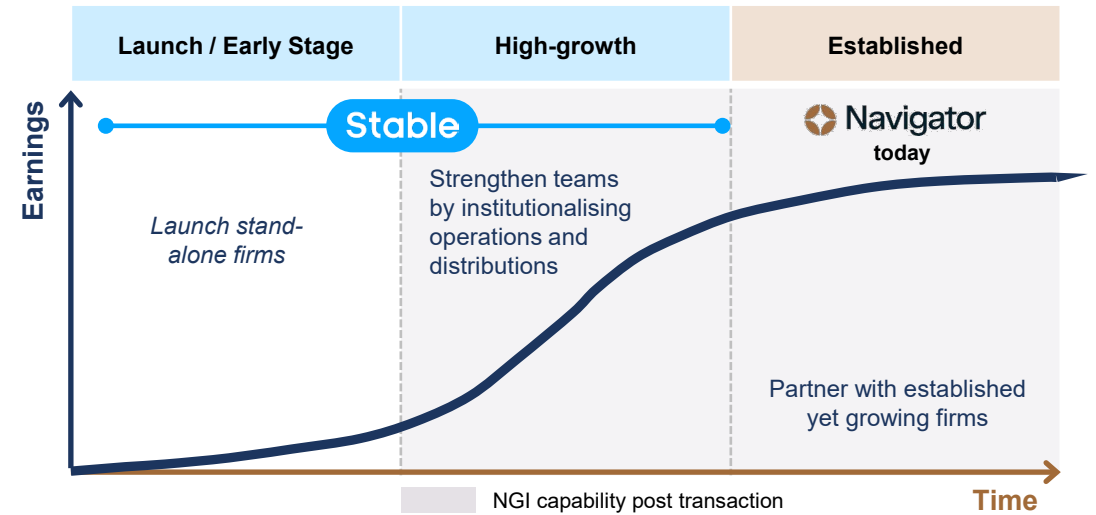 Launch / Early Stage
High-growth
Established
Earnings
Stable
Navigator
today
Launch stand-
alone firms
Strengthen teams
by institutionalising
operations and
distributions
Partner with established
yet growing firms
NGI capability post transaction
Time